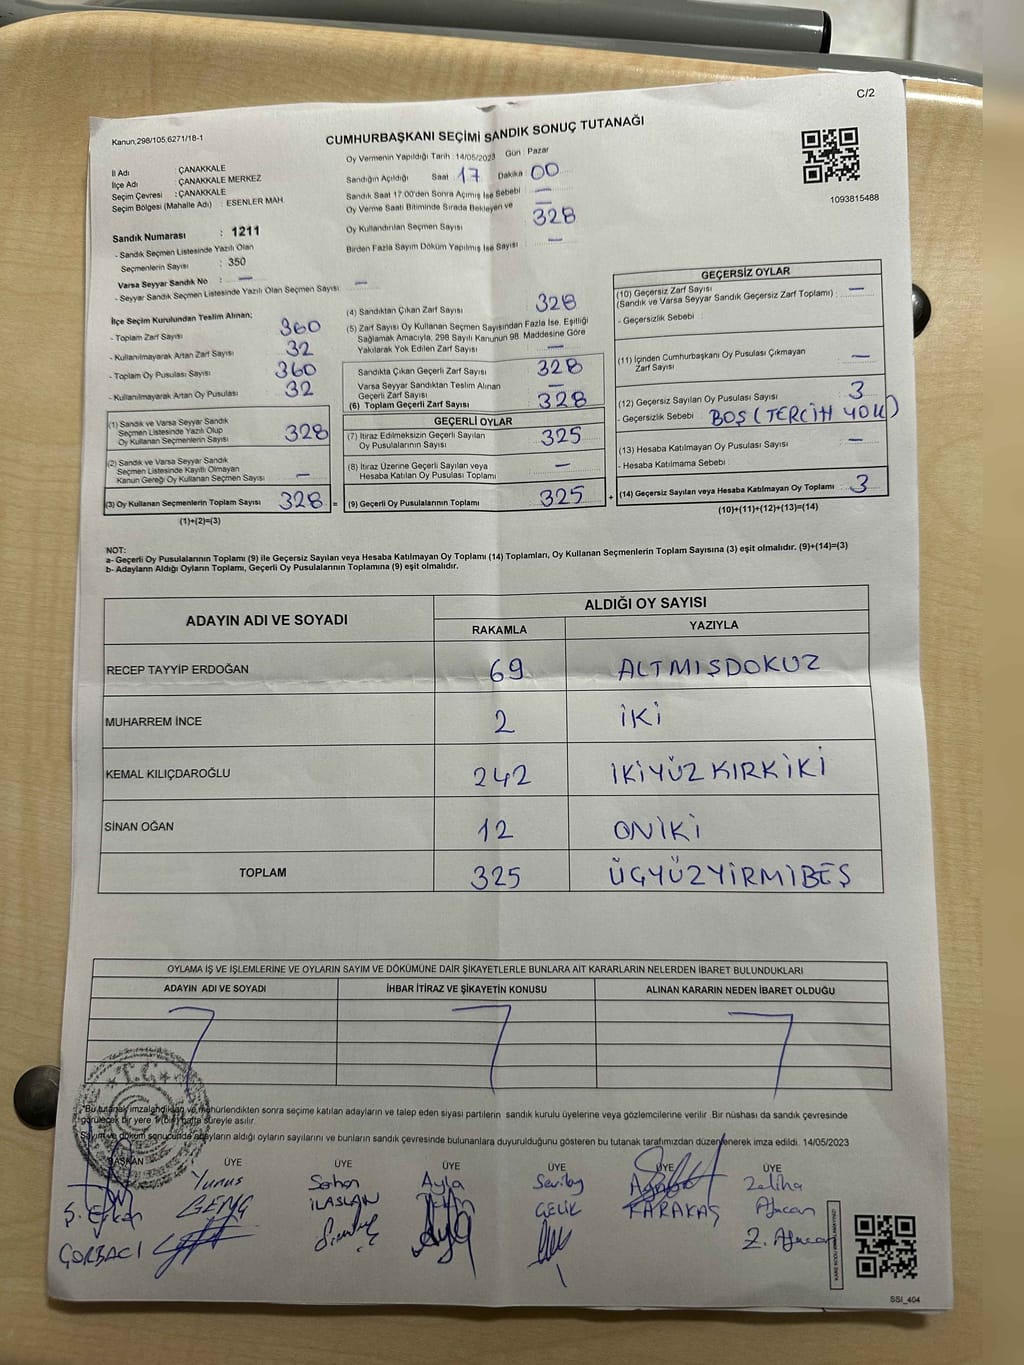 C/2
Kanun,298/105,6271/18-1
CUMHURBAŞKANI SEÇİMİ SANDIK SONUÇ TUTANAĞI
Oy Vermenin Yapıldığı Tarih : 14/05/2023 Gün : Pazar
İl Adı : ÇANAKKALE
İlçe Adı : ÇANAKKALE MERKEZ
Seçim Çevresi : ÇANAKKALE
Seçim Bölgesi (Mahalle Adı) : ESENLER MAH.
Sandığın Açıldığı Saat 17 Dakika 00
Sandık Saat 17:00'den Sonra Açımış İse Sebebi —
Oy Verme Saati Bitiminde Sırada Bekleyen ve —
Oy Kullandırılan Seçmen Sayısı 328
Birden Fazla Sayım Döküm Yapılmış İse Sayısı —
1093815488
Sandık Numarası : 1211
- Sandık Seçmen Listesinde Yazılı Olan
Seçmenlerin Sayısı : 350
Varsa Seyyar Sandık No : —
- Seyyar Sandık Seçmen Listesinde Yazılı Olan Seçmen Sayısı : —
İlçe Seçim Kurulundan Teslim Alınan;
- Toplam Zarf Sayısı 360
- Kullanılmayarak Artan Zarf Sayısı 32
- Toplam Oy Pusulası Sayısı 360
- Kullanılmayarak Artan Oy Pusulası 32
(1) Sandık ve Varsa Seyyar Sandık
Seçmen Listesinde Yazılı Olup
Oy Kullanan Seçmenlerin Sayısı 328
(2) Sandık ve Varsa Seyyar Sandık
Seçmen Listesinde Kayıtlı Olmayan
Kanun Gereği Oy Kullanan Seçmen Sayısı —
(3) Oy Kullanan Seçmenlerin Toplam Sayısı 328 =
(1)+(2)=(3)
(4) Sandıktan Çıkan Zarf Sayısı 328
(5) Zarf Sayısı Oy Kullanan Seçmen Sayısından Fazla İse, Eşitliği
Sağlamak Amacıyla, 298 Sayılı Kanunun 98. Maddesine Göre
Yakılarak Yok Edilen Zarf Sayısı —
Sandıkta Çıkan Geçerli Zarf Sayısı 328
Varsa Seyyar Sandıktan Teslim Alınan
Geçerli Zarf Sayısı —
(6) Toplam Geçerli Zarf Sayısı 328
GEÇERLİ OYLAR
(7) İtiraz Edilmeksizin Geçerli Sayılan
Oy Pusulalarının Sayısı 325
(8) İtiraz Üzerine Geçerli Sayılan veya
Hesaba Katılan Oy Pusulası Toplamı —
(9) Geçerli Oy Pusulalarının Toplamı 325 +
GEÇERSİZ OYLAR
(10) Geçersiz Zarf Sayısı
(Sandık ve Varsa Seyyar Sandık Geçersiz Zarf Toplamı) : —
- Geçersizlik Sebebi :
(11) İçinden Cumhurbaşkanı Oy Pusulası Çıkmayan
Zarf Sayısı —
(12) Geçersiz Sayılan Oy Pusulası Sayısı 3
- Geçersizlik Sebebi BOŞ (TERCİH YOK)
(13) Hesaba Katılmayan Oy Pusulası Sayısı —
- Hesaba Katılmama Sebebi
(14) Geçersiz Sayılan veya Hesaba Katılmayan Oy Toplamı 3
(10)+(11)+(12)+(13)=(14)
NOT:
a- Geçerli Oy Pusulalarının Toplamı (9) ile Geçersiz Sayılan veya Hesaba Katılmayan Oy Toplamı (14) Toplamları, Oy Kullanan Seçmenlerin Toplam Sayısına (3) eşit olmalıdır. (9)+(14)=(3)
b- Adayların Aldığı Oyların Toplamı, Geçerli Oy Pusulalarının Toplamına (9) eşit olmalıdır.
ADAYIN ADI VE SOYADI ALDIĞI OY SAYISI
RAKAMLA YAZIYLA
RECEP TAYYİP ERDOĞAN 69 ALTMIŞDOKUZ
MUHARREM İNCE 2 İKİ
KEMAL KILIÇDAROĞLU 242 İKİYÜZ KIRKİKİ
SİNAN OĞAN 12 ONİKİ
TOPLAM 325 ÜÇYÜZYİRMİBEŞ
OYLAMA İŞ VE İŞLEMLERİNE VE OYLARIN SAYIM VE DÖKÜMÜNE DAİR ŞİKAYETLERLE BUNLARA AİT KARARLARIN NELERDEN İBARET BULUNDUKLARI
ADAYIN ADI VE SOYADI İHBAR İTİRAZ VE ŞİKAYETİN KONUSU ALINAN KARARIN NEDEN İBARET OLDUĞU
T.C.
*Bu tutanak imzalandıktan ve mühürlendikten sonra seçime katılan adayların ve talep eden siyasi partilerin sandık kurulu üyelerine veya gözlemcilerine verilir. Bir nüshası da sandık çevresinde
görülecek bir yere 1 (bir) hafta süreyle asılır.
Sayım ve döküm sonucunda adayların aldığı oyların sayılarını ve bunların sandık çevresinde bulunanlara duyurulduğunu gösteren bu tutanak tarafımızdan düzenlenerek imza edildi. 14/05/2023
BAŞKAN ÜYE ÜYE ÜYE ÜYE ÜYE ÜYE
Ş. Erkan Yunus Serhan Ayla Sevilay Zeliha
ÇORBACI GENÇ İLASLAN ÇELİK KARAKAŞ Afacan
Z. Afacan
SSI_404